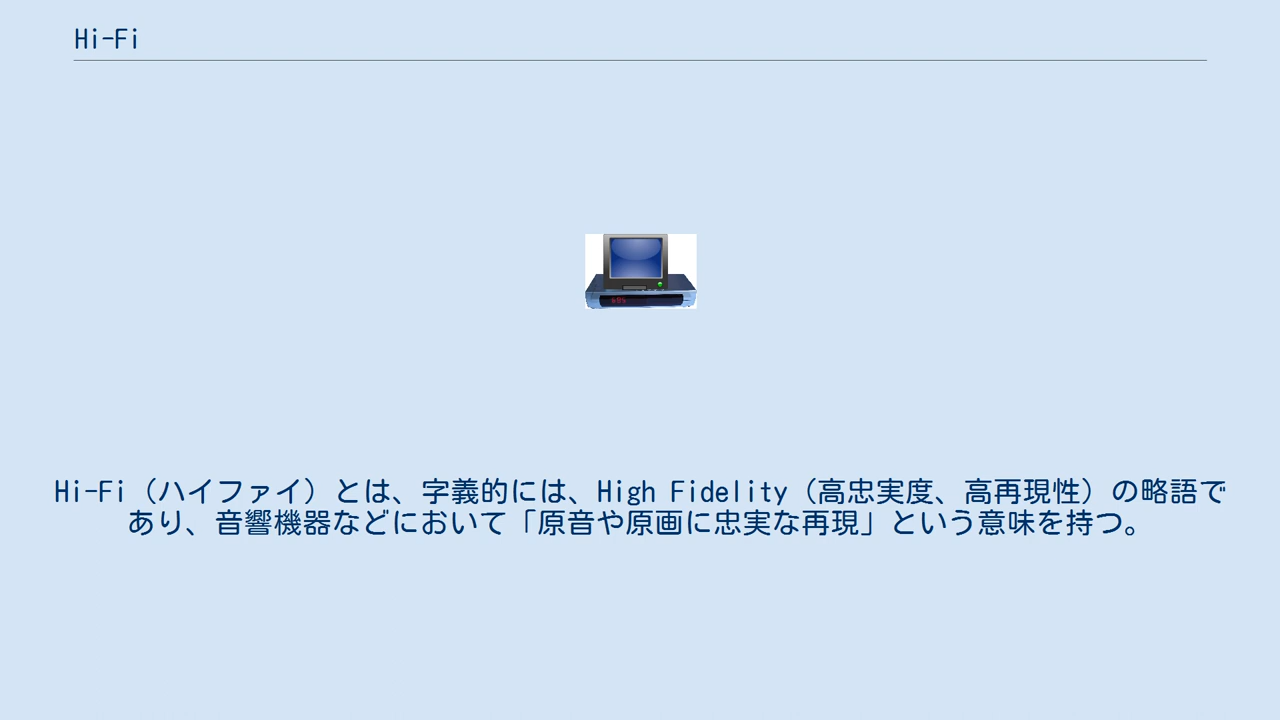 Hi-Fi
685
Hi-Fi（ハイファイ）とは、字義的には、High Fidelity（高忠実度、高再現性）の略語で
あり、音響機器などにおいて「原音や原画に忠実な再現」という意味を持つ。